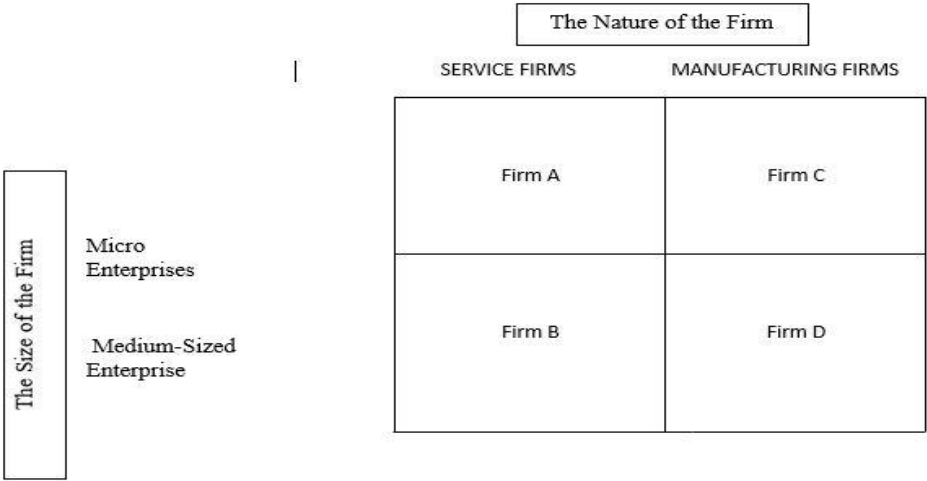 The Nature of the Firm
SERVICE FIRMS MANUFACTURING FIRMS
Firm A Firm C
The Size of the Firm
Micro
Enterprises
Firm B Firm D
Medium-Sized
Enterprise